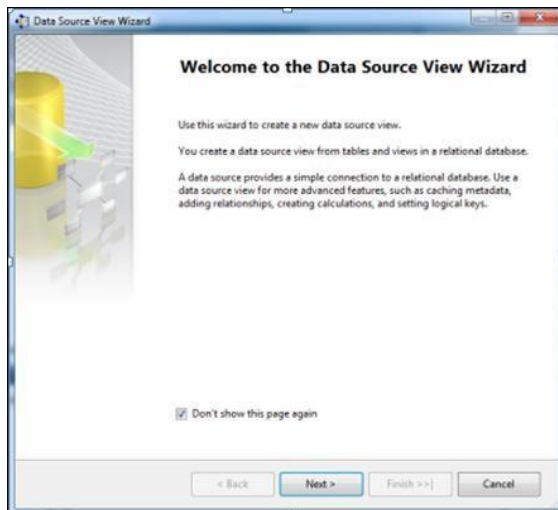 Data Source View Wizard
Welcome to the Data Source View Wizard
Use this wizard to create a new data source view.
You create a data source view from tables and views in a relational database.
A data source provides a simple connection to a relational database. Use a
data source view for more advanced features, such as caching metadata,
adding relationships, creating calculations, and setting logical keys.
Don't show this page again
< Back
Next >
Finish >>|
Cancel